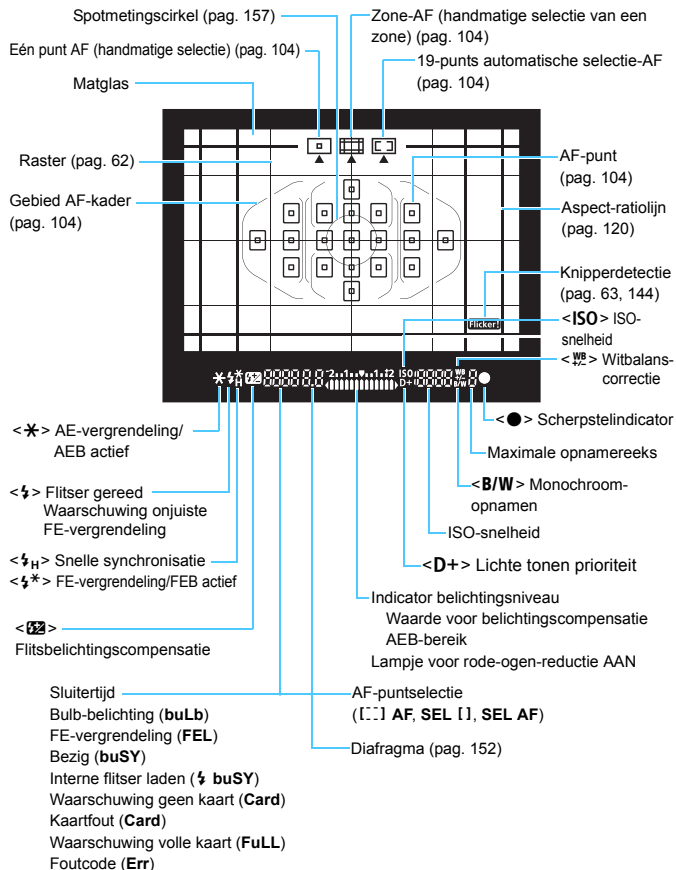 Spotmetingscirkel (pag. 157)
Zone-AF (handmatige selectie van een
zone) (pag. 104)
Eén punt AF (handmatige selectie) (pag. 104)
19-punts automatische selectie-AF
(pag. 104)
Matglas
Raster (pag. 62)
AF-punt
(pag. 104)
Gebied AF-kader
(pag. 104)
Aspect-ratiolijn
(pag. 120)
Knipperdetectie
(pag. 63, 144)
Flicker!
<ISO> ISO-
snelheid
<WB +/-> Witbalans-
correctie
-2..1..▼..1.+2 ISO D+ WB +/- B/W
<●> Scherpstelindicator
<✱> AE-vergrendeling/
AEB actief
Maximale opnamereeks
<B/W> Monochroom-
opnamen
<⚡> Flitser gereed
Waarschuwing onjuiste
FE-vergrendeling
ISO-snelheid
<⚡H> Snelle synchronisatie
<⚡*> FE-vergrendeling/FEB actief
<D+> Lichte tonen prioriteit
Indicator belichtingsniveau
Waarde voor belichtingscompensatie
AEB-bereik
Lampje voor rode-ogen-reductie AAN
< >
Flitsbelichtingscompensatie
Sluitertijd
Bulb-belichting (buLb)
FE-vergrendeling (FEL)
Bezig (buSY)
Interne flitser laden (⚡ buSY)
Waarschuwing geen kaart (Card)
Kaartfout (Card)
Waarschuwing volle kaart (FuLL)
Foutcode (Err)
AF-puntselectie
([ ] AF, SEL [ ], SEL AF)
Diafragma (pag. 152)